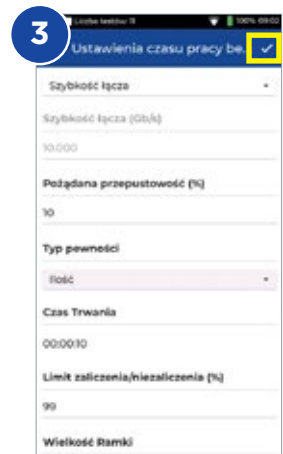 3
Liczba testów: 11
100% 09:02
Ustawienia czasu pracy be..
Szybkość łącza
Szybkość łącza (Gb/s)
10.000
Pożądana przepustowość (%)
10
Typ pewności
Ilość
Czas Trwania
00:00:10
Limit zaliczenia/niezaliczenia (%)
99
Wielkość Ramki